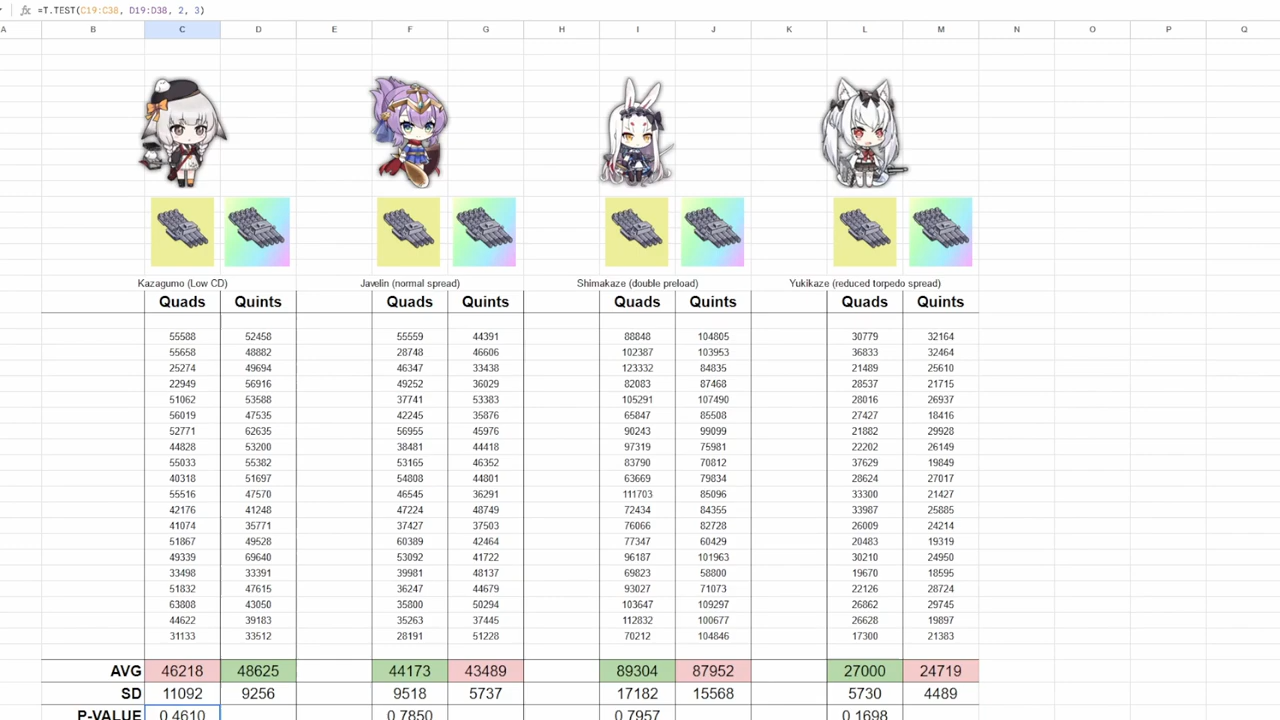 fx =T.TEST(C19:C38, D19:D38, 2, 3)
A B C D E F G H I J K L M N O P Q
Kazagumo (Low CD) Javelin (normal spread) Shimakaze (double preload) Yukikaze (reduced torpedo spread)
Quads Quints Quads Quints Quads Quints Quads Quints
55588 52458 55559 44391 88848 104805 30779 32164
55658 48882 28748 46606 102387 103953 36833 32464
25274 49694 46347 33438 123332 84835 21489 25610
22949 56916 49252 36029 82083 87468 28537 21715
51062 53588 37741 53383 105291 107490 28016 26937
56019 47535 42245 35876 65847 85508 27427 18416
52771 62635 56955 45976 90243 99099 21882 29928
44828 53200 38481 44418 97319 75981 22202 26149
55033 55382 53165 46352 83790 70812 37629 19849
40318 51697 54808 44801 63669 79834 28624 27017
55516 47570 46545 36291 111703 85096 33300 21427
42176 41248 47224 48749 72434 84355 33987 25885
41074 35771 37427 37503 76066 82728 26009 24214
51867 49528 60389 42464 77347 60429 20483 19319
49339 69640 53092 41722 96187 101963 30210 24950
33498 33391 39981 48137 69823 58800 19670 18595
51832 47615 36247 44679 93027 71073 22126 28724
63808 43050 35800 50294 103647 109297 26862 29745
44622 39183 35263 37445 112832 100677 26628 19897
31133 33512 28191 51228 70212 104846 17300 21383
AVG 46218 48625 44173 43489 89304 87952 27000 24719
SD 11092 9256 9518 5737 17182 15568 5730 4489
P-VALUE 0.4610 0.7850 0.7957 0.1698